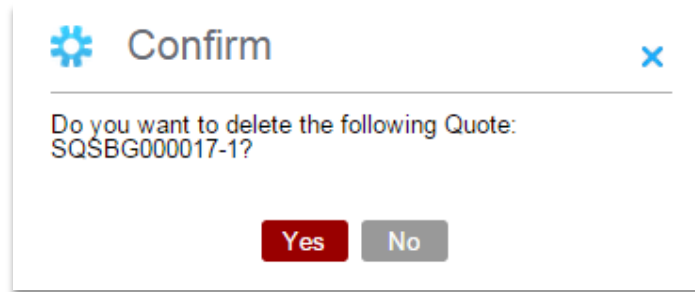 Confirm
Do you want to delete the following Quote:
SQSBG000017-1?
Yes No